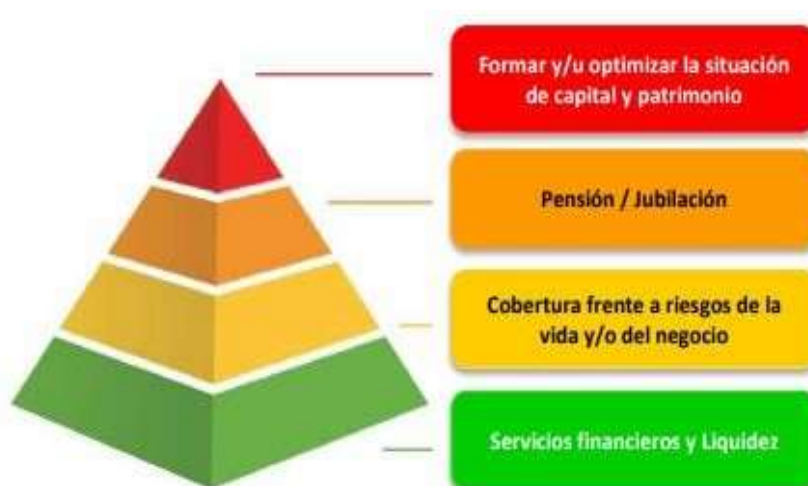 Formar y/u optimizar la situación
de capital y patrimonio
Pensión / Jubilación
Cobertura frente a riesgos de la
vida y/o del negocio
Servicios financieros y Liquidez